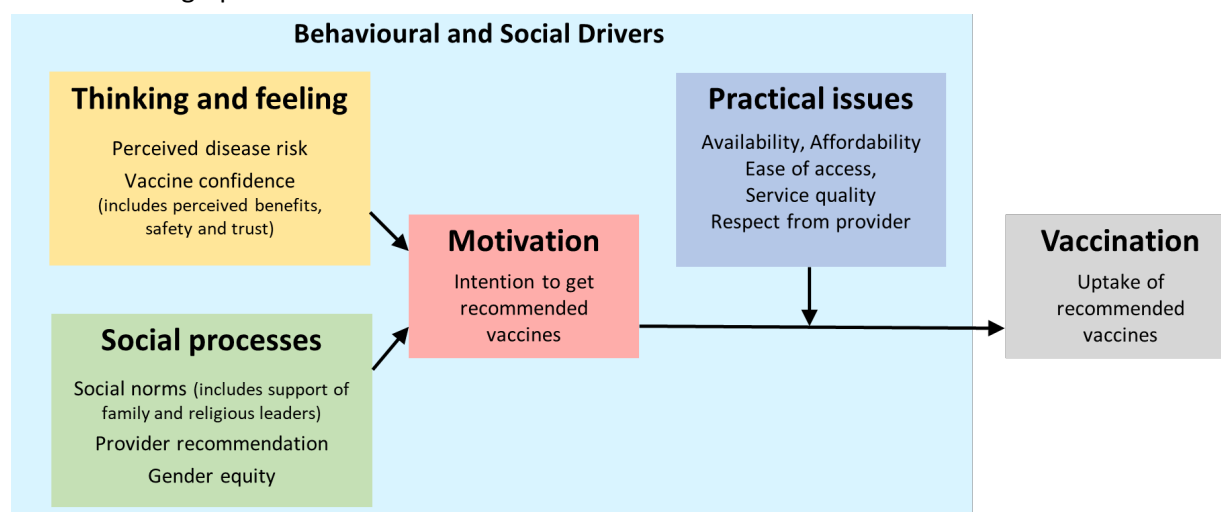 Behavioural and Social Drivers
Thinking and feeling
Perceived disease risk
Vaccine confidence
(includes perceived benefits,
safety and trust)
Social processes
Social norms (includes support of
family and religious leaders)
Provider recommendation
Gender equity
Motivation
Intention to get
recommended
vaccines
Practical issues
Availability, Affordability
Ease of access,
Service quality
Respect from provider
Vaccination
Uptake of
recommended
vaccines